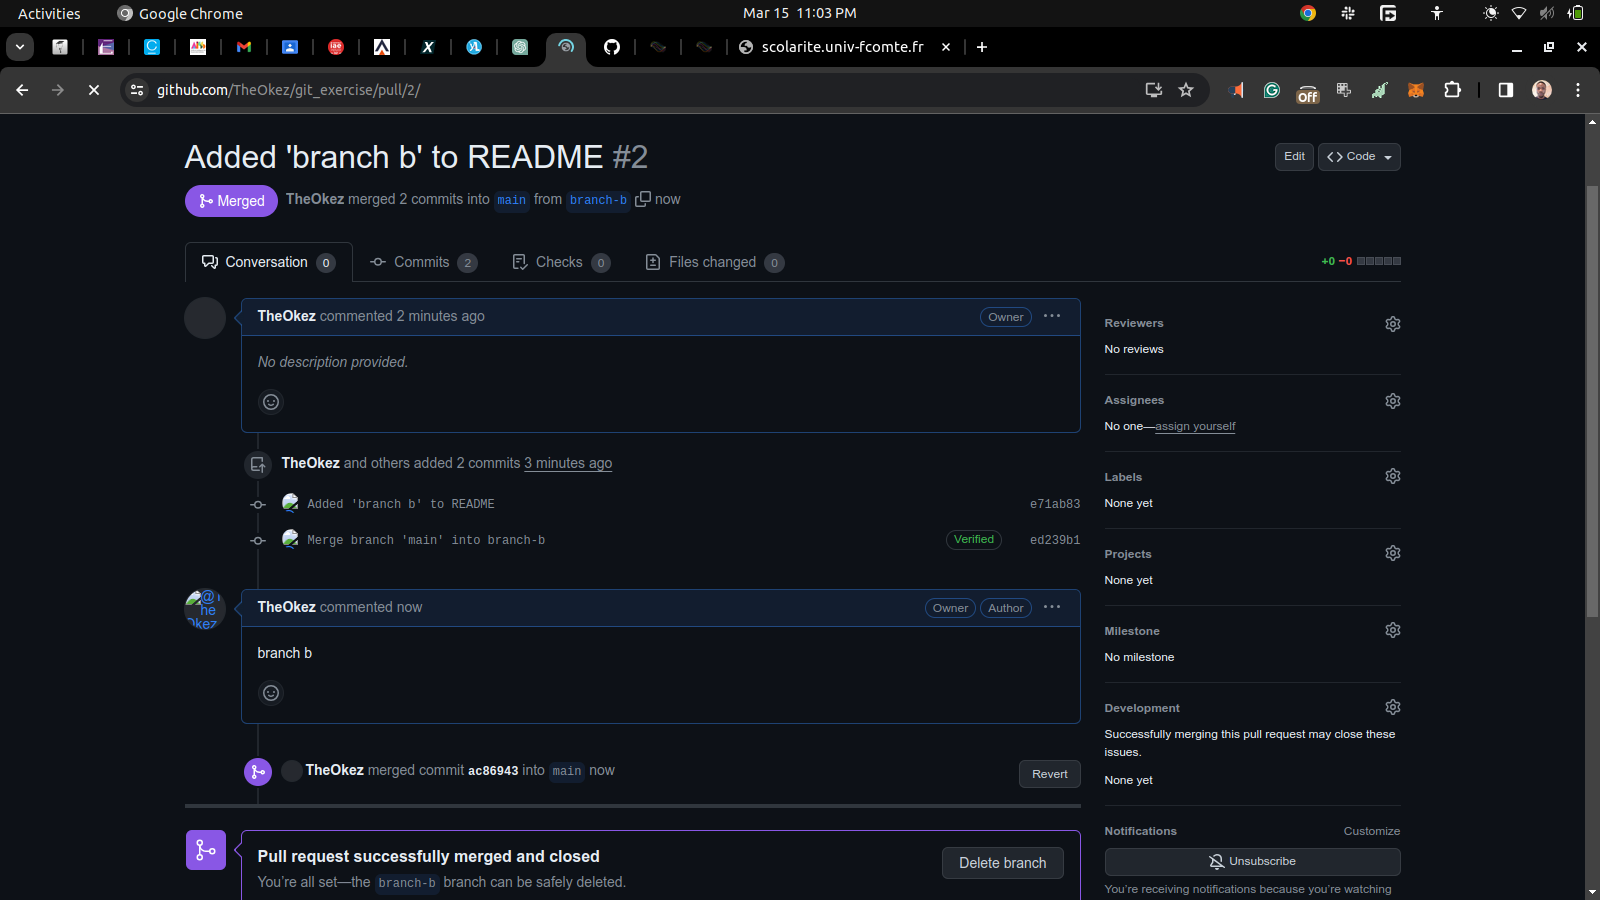 Activities
Google Chrome
Mar 15 11:03 PM
scolarite.univ-fcomte.fr
github.com/TheOkez/git_exercise/pull/2/
Off
Added 'branch b' to README #2
Edit
Code
Merged
TheOkez merged 2 commits into main from branch-b now
Conversation 0
Commits 2
Checks 0
Files changed 0
+0 −0
TheOkez commented 2 minutes ago
Owner
No description provided.
TheOkez and others added 2 commits 3 minutes ago
Added 'branch b' to README
e71ab83
Merge branch 'main' into branch-b
Verified
ed239b1
TheOkez commented now
Owner
Author
branch b
TheOkez merged commit ac86943 into main now
Revert
Pull request successfully merged and closed
You're all set—the branch-b branch can be safely deleted.
Delete branch
Reviewers
No reviews
Assignees
No one—assign yourself
Labels
None yet
Projects
None yet
Milestone
No milestone
Development
Successfully merging this pull request may close these
issues.
None yet
Notifications
Customize
Unsubscribe
You're receiving notifications because you're watching